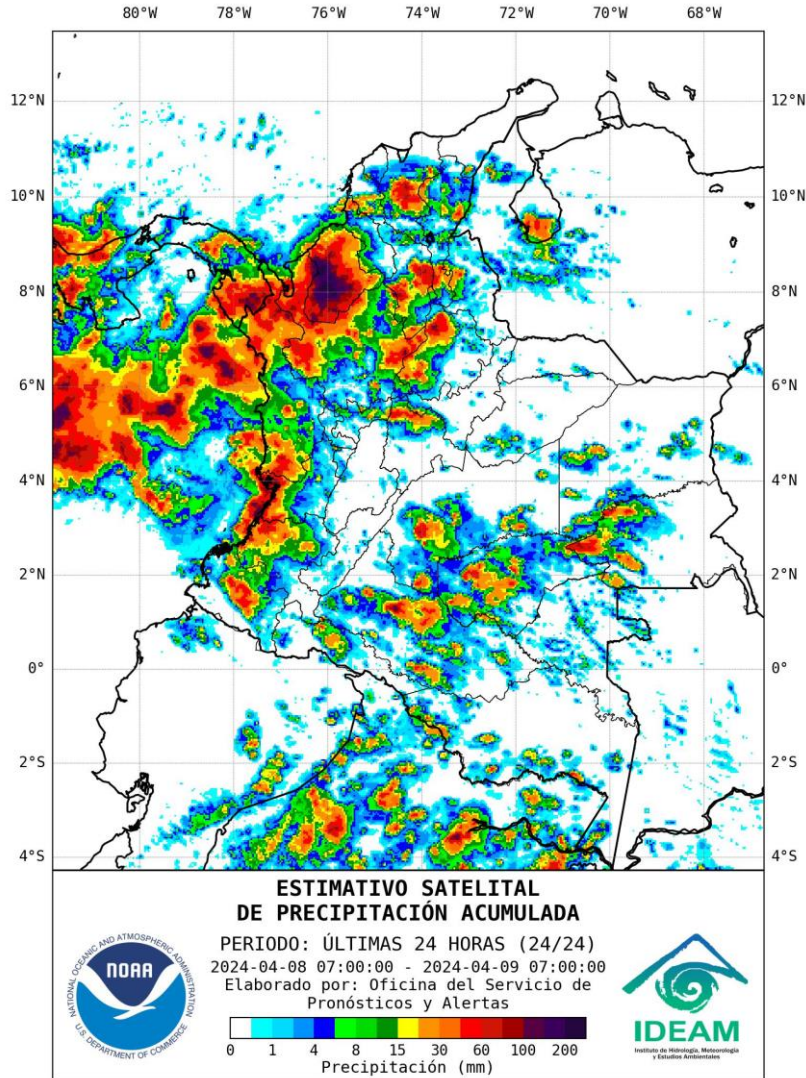 80°W 78°W 76°W 74°W 72°W 70°W 68°W
12°N 12°N
10°N 10°N
8°N 8°N
6°N 6°N
4°N 4°N
2°N 2°N
0° 0°
2°S 2°S
4°S 4°S
ESTIMATIVO SATELITAL
DE PRECIPITACIÓN ACUMULADA
PERIODO: ÚLTIMAS 24 HORAS (24/24)
2024-04-08 07:00:00 - 2024-04-09 07:00:00
Elaborado por: Oficina del Servicio de
Pronósticos y Alertas
0 1 4 8 15 30 60 100 200
Precipitación (mm)
NATIONAL OCEANIC AND ATMOSPHERIC ADMINISTRATION
NOAA
U.S. DEPARTMENT OF COMMERCE
IDEAM
Instituto de Hidrología, Meteorología
y Estudios Ambientales